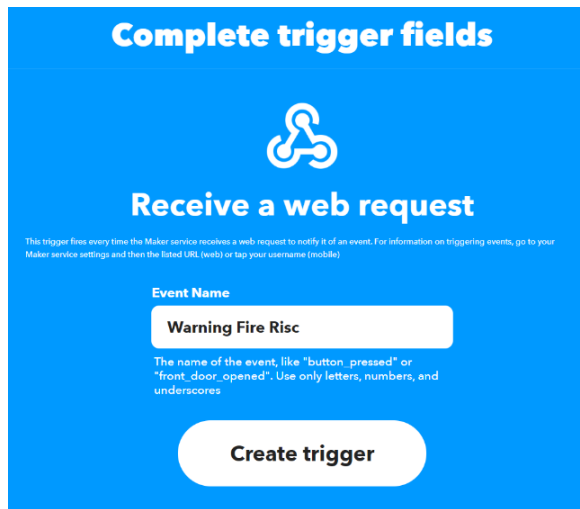 Complete trigger fields
Receive a web request
This trigger fires every time the Maker service receives a web request to notify it of an event. For information on triggering events, go to your
Maker service settings and then the listed URL (web) or tap your username (mobile)
Event Name
Warning Fire Risc
The name of the event, like "button_pressed" or
"front_door_opened". Use only letters, numbers, and
underscores
Create trigger